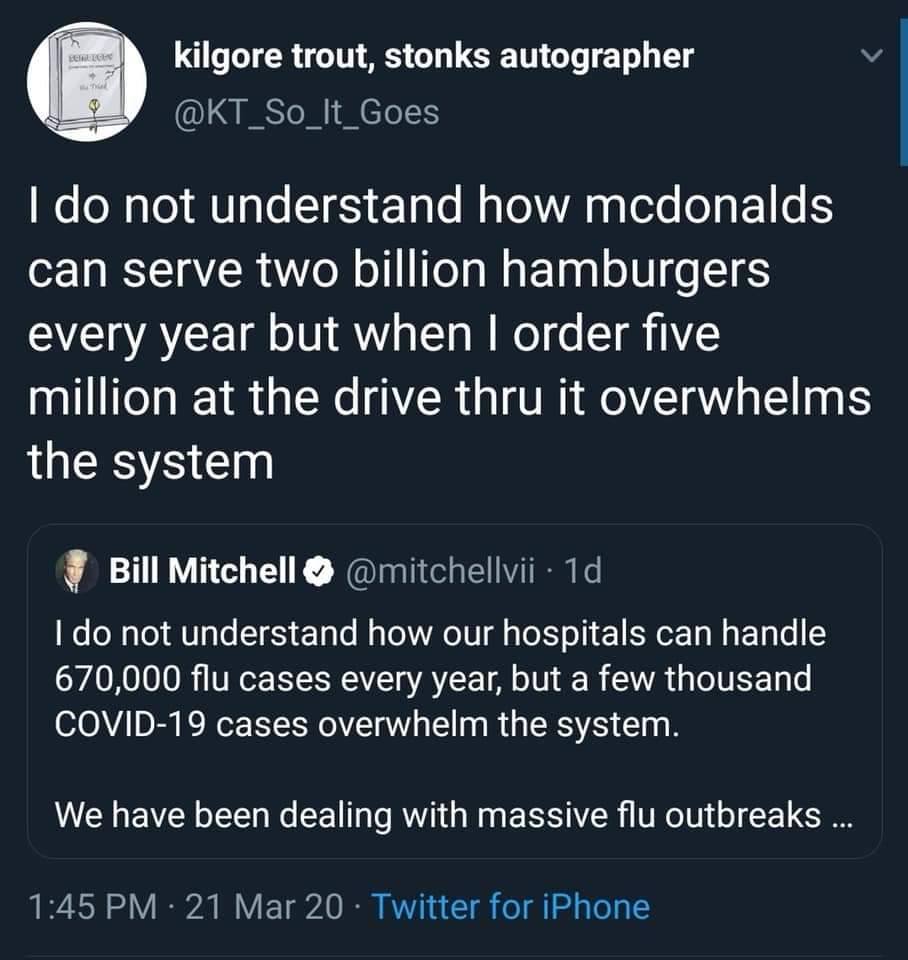 kilgore trout, stonks autographer
@KT_So_It_Goes
I do not understand how mcdonalds
can serve two billion hamburgers
every year but when I order five
million at the drive thru it overwhelms
the system
Bill Mitchell @mitchellvii · 1d
I do not understand how our hospitals can handle
670,000 flu cases every year, but a few thousand
COVID-19 cases overwhelm the system.
We have been dealing with massive flu outbreaks ...
1:45 PM · 21 Mar 20 · Twitter for iPhone